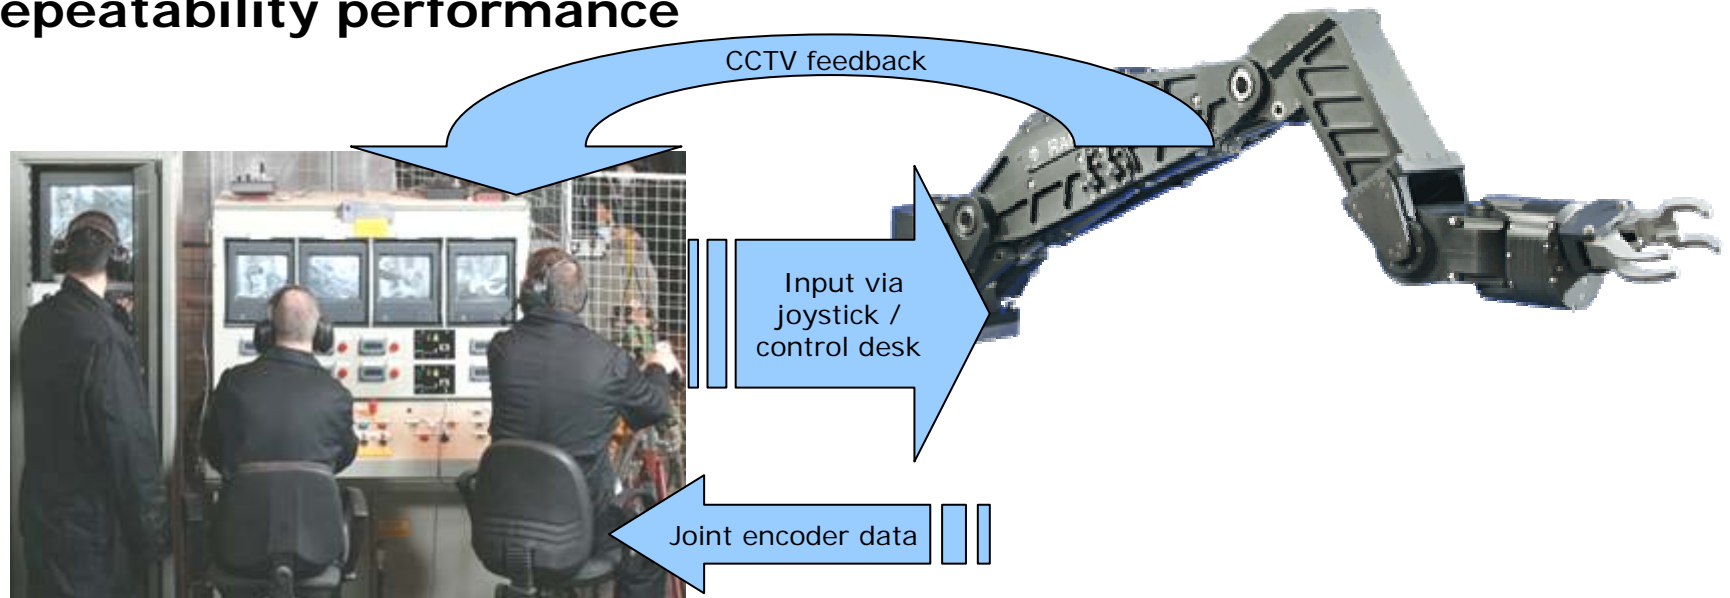 epeatability performance
CCTV feedback
Input via
joystick /
control desk
Joint encoder data